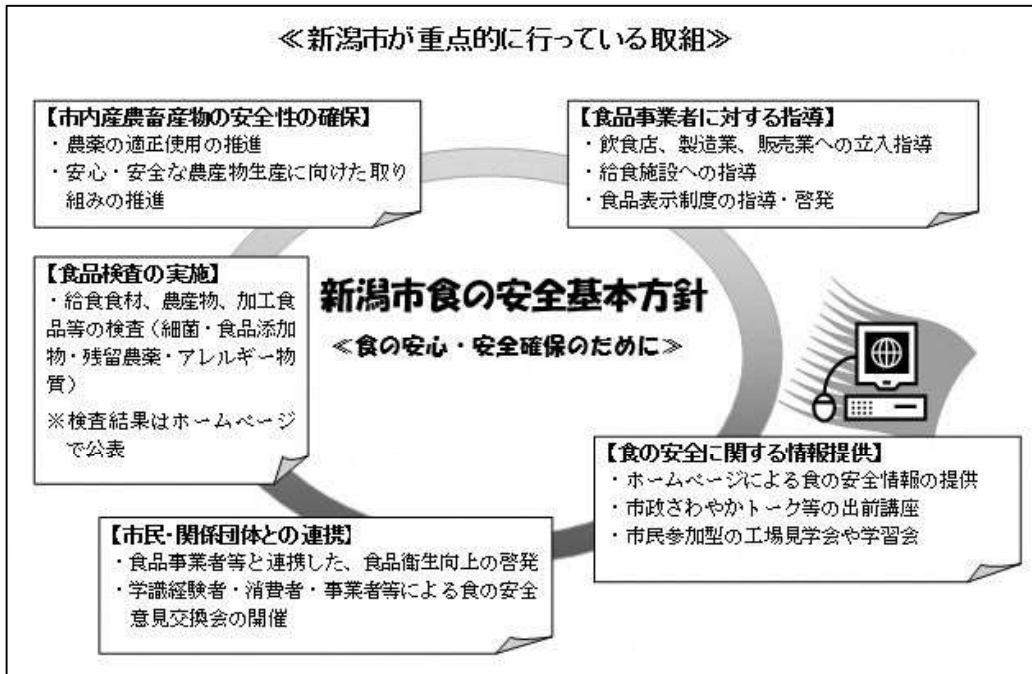 ≪新潟市が重点的に行っている取組≫
【市内産農畜産物の安全性の確保】
・農薬の適正使用の推進
・安心・安全な農産物生産に向けた取り
組みの推進
【食品事業者に対する指導】
・飲食店、製造業、販売業への立入指導
・給食施設への指導
・食品表示制度の指導・啓発
【食品検査の実施】
・給食食材、農産物、加工食
品等の検査（細菌・食品添加
物・残留農薬・アレルギー物
質）
※検査結果はホームページ
で公表
新潟市食の安全基本方針
≪食の安心・安全確保のために≫
【食の安全に関する情報提供】
・ホームページによる食の安全情報の提供
・市政さわやかトーク等の出前講座
・市民参加型の工場見学会や学習会
【市民・関係団体との連携】
・食品事業者等と連携した、食品衛生向上の啓発
・学識経験者・消費者・事業者等による食の安全
意見交換会の開催